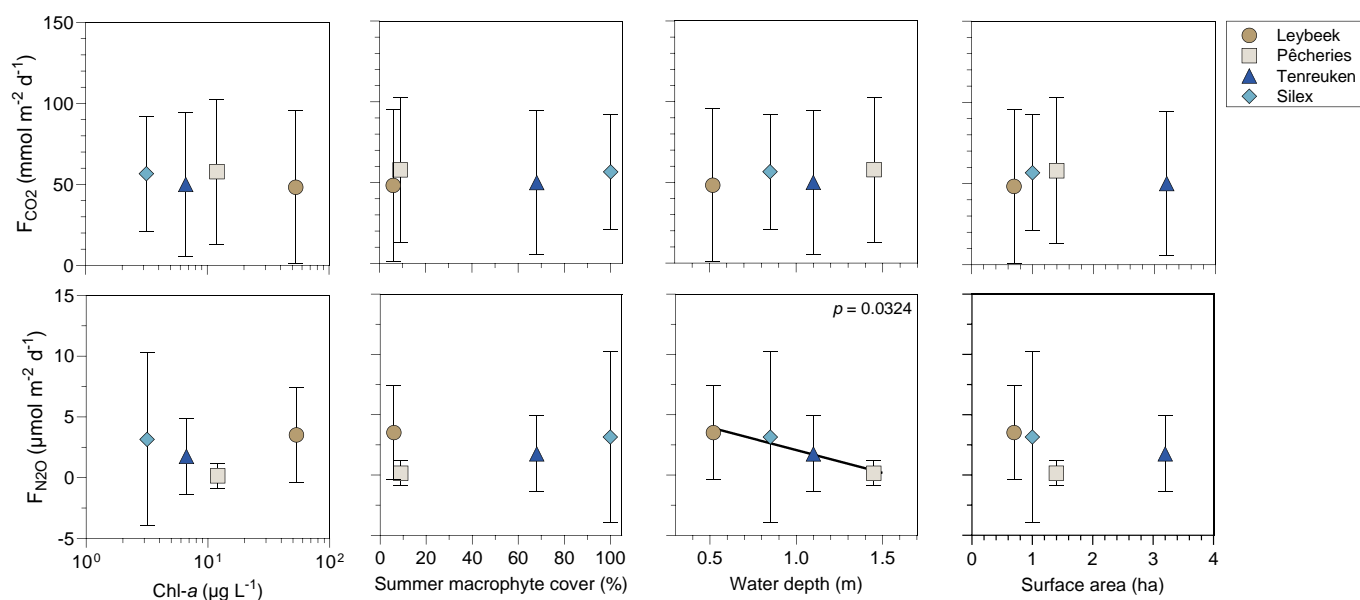 150
100
50
0
F_CO2 (mmol m^-2 d^-1)
Leybeek
Pêcheries
Tenreuken
Silex
15
10
5
0
-5
F_N2O (µmol m^-2 d^-1)
p = 0.0324
10^0 10^1 10^2
0 20 40 60 80 100
0.5 1.0 1.5
0 1 2 3 4
Chl-a (µg L^-1)
Summer macrophyte cover (%)
Water depth (m)
Surface area (ha)